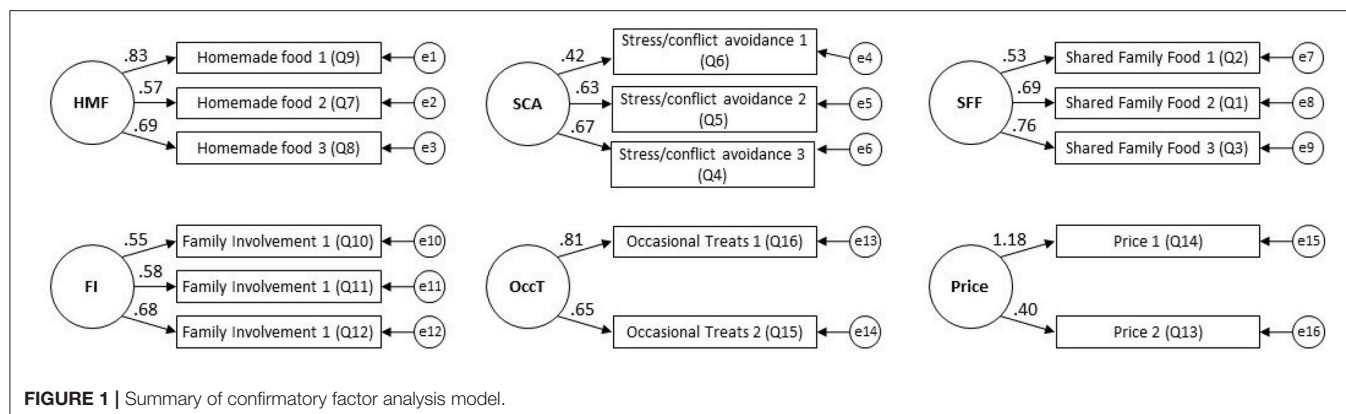 HMF
.83
Homemade food 1 (Q9)
e1
.57
Homemade food 2 (Q7)
e2
.69
Homemade food 3 (Q8)
e3
SCA
.42
Stress/conflict avoidance 1
(Q6)
e4
.63
Stress/conflict avoidance 2
(Q5)
e5
.67
Stress/conflict avoidance 3
(Q4)
e6
SFF
.53
Shared Family Food 1 (Q2)
e7
.69
Shared Family Food 2 (Q1)
e8
.76
Shared Family Food 3 (Q3)
e9
FI
.55
Family Involvement 1 (Q10)
e10
.58
Family Involvement 1 (Q11)
e11
.68
Family Involvement 1 (Q12)
e12
OccT
.81
Occasional Treats 1 (Q16)
e13
.65
Occasional Treats 2 (Q15)
e14
Price
1.18
Price 1 (Q14)
e15
.40
Price 2 (Q13)
e16
FIGURE 1 | Summary of confirmatory factor analysis model.